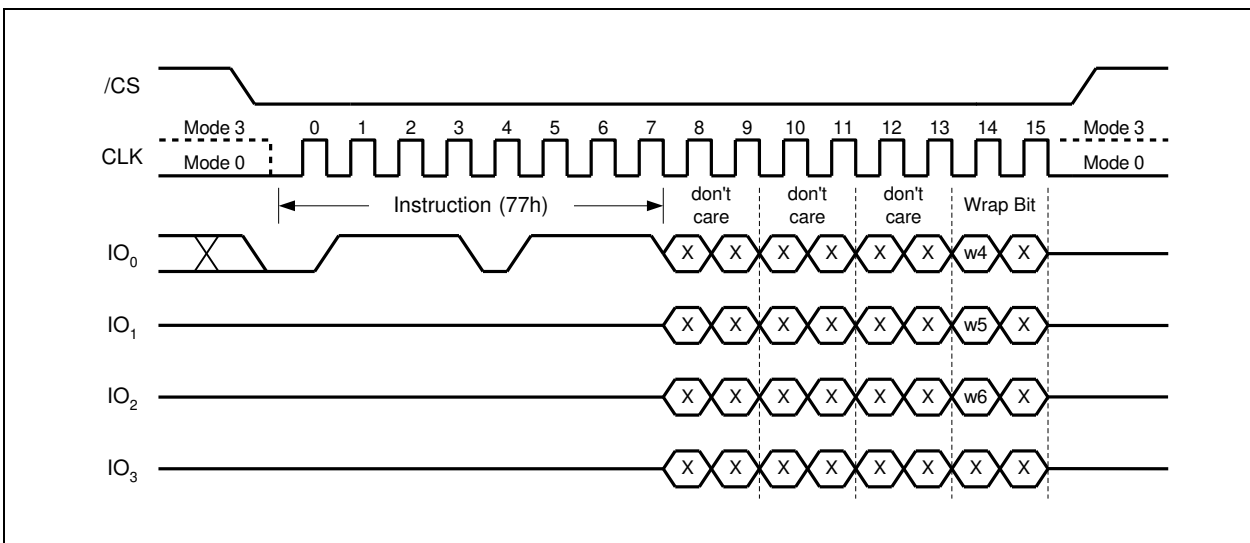 /CS
Mode 3 0 1 2 3 4 5 6 7 8 9 10 11 12 13 14 15 Mode 3
CLK Mode 0 Mode 0
Instruction (77h) don't care don't care don't care Wrap Bit
IO0 X X X X X X w4 X
IO1 X X X X X X w5 X
IO2 X X X X X X w6 X
IO3 X X X X X X X X